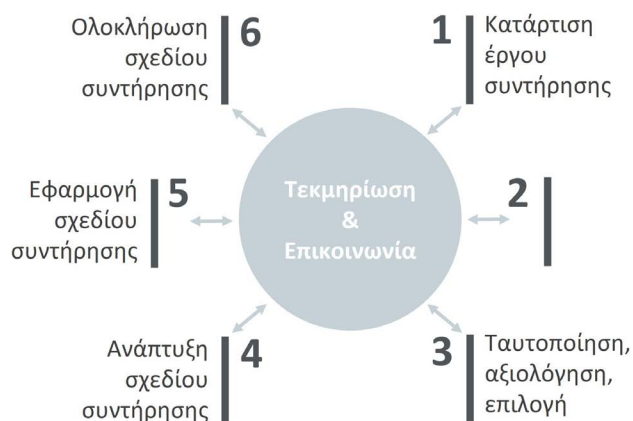 Ολοκλήρωση
σχεδίου
συντήρησης
6
1
Κατάρτιση
έργου
συντήρησης
Εφαρμογή
σχεδίου
συντήρησης
5
Τεκμηρίωση
&
Επικοινωνία
2
Ανάπτυξη
σχεδίου
συντήρησης
4
3
Ταυτοποίηση,
αξιολόγηση,
επιλογή